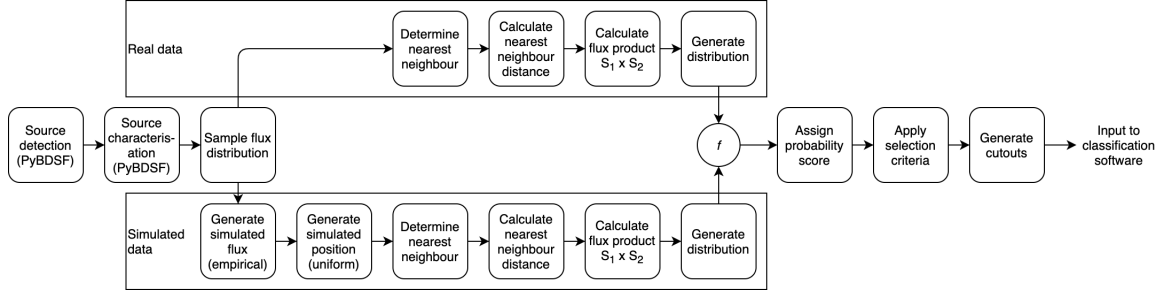 Real data
Determine
nearest
neighbour
Calculate
nearest
neighbour
distance
Calculate
flux product
S1 x S2
Generate
distribution
Source
detection
(PyBDSF)
Source
characteris-
ation
(PyBDSF)
Sample flux
distribution
f
Assign
probability
score
Apply
selection
criteria
Generate
cutouts
Input to
classification
software
Simulated
data
Generate
simulated
flux
(empirical)
Generate
simulated
position
(uniform)
Determine
nearest
neighbour
Calculate
nearest
neighbour
distance
Calculate
flux product
S1 x S2
Generate
distribution